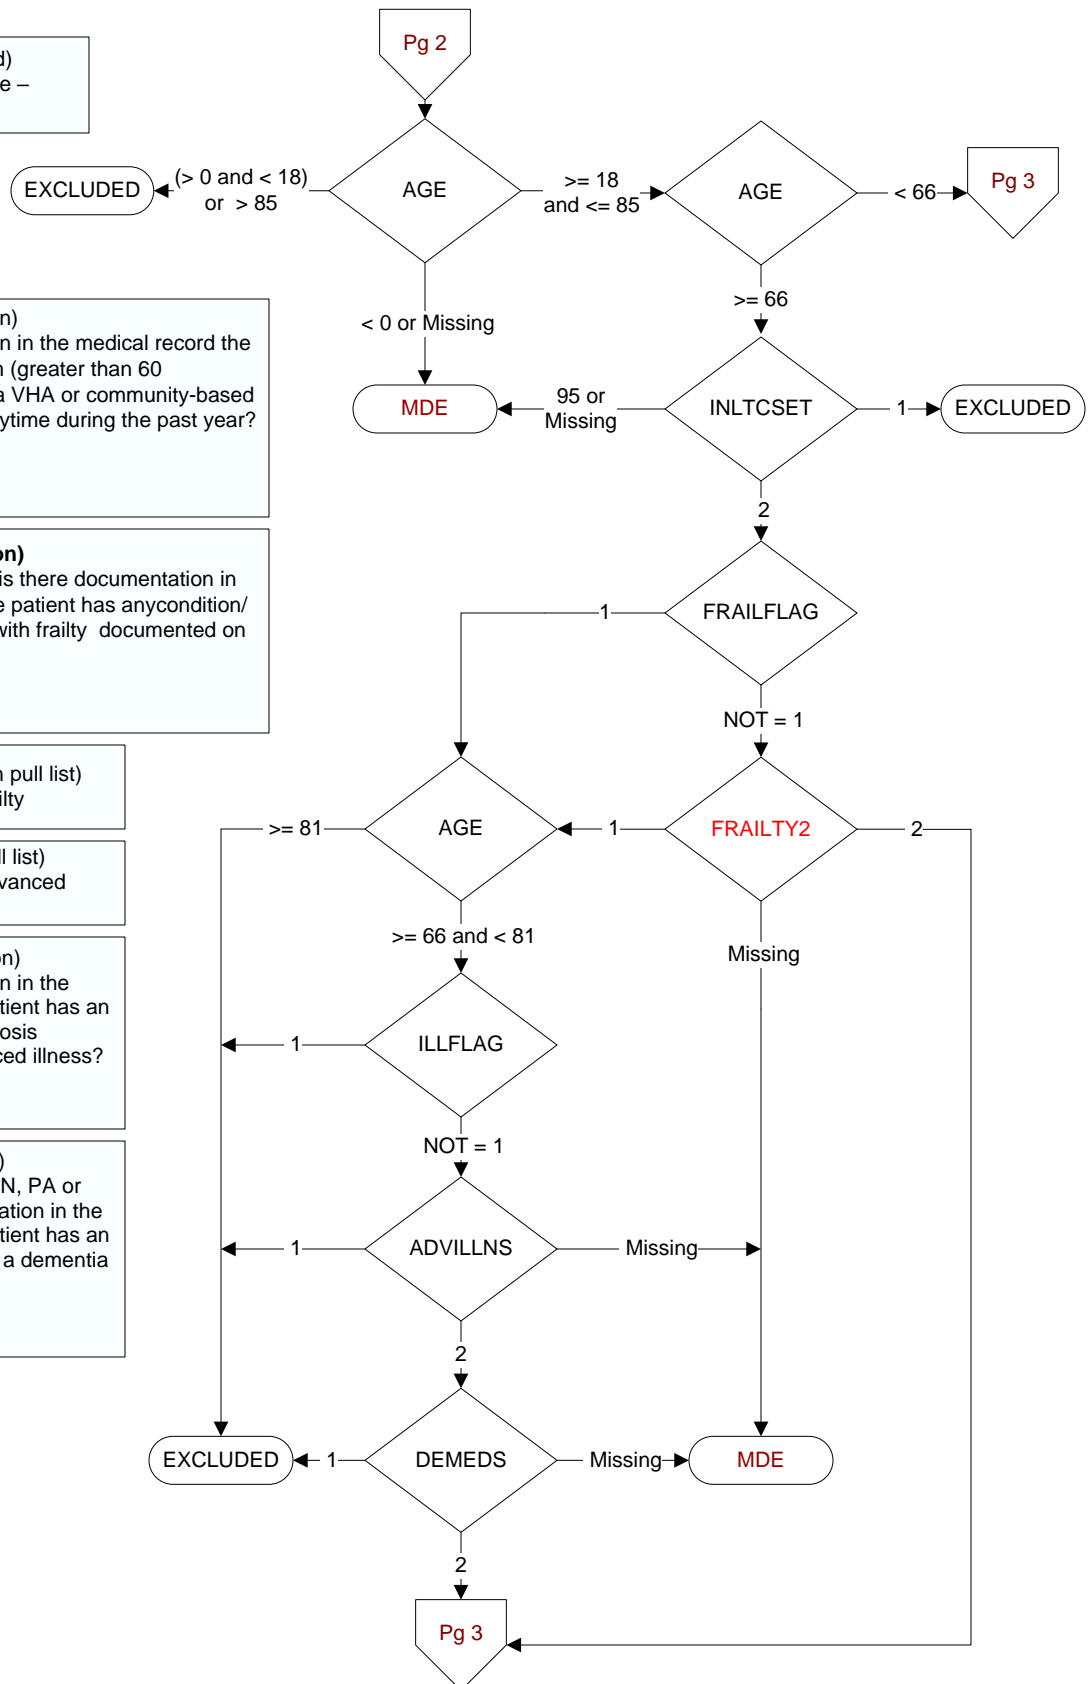 Pg 2
d)
e –
EXCLUDED
(> 0 and < 18)
or > 85
AGE
>= 18
and <= 85
AGE
< 66
Pg 3
< 0 or Missing
>= 66
on)
n in the medical record the
n (greater than 60
a VHA or community-based
ytime during the past year?
MDE
95 or
Missing
INLTCSET
1
EXCLUDED
2
on)
is there documentation in
e patient has anycondition/
with frailty documented on
1
FRAILFLAG
NOT = 1
n pull list)
ilty
>= 81
AGE
1
FRAILTY2
2
ll list)
vanced
>= 66 and < 81
Missing
on)
n in the
tient has an
osis
ced illness?
1
ILLFLAG
NOT = 1
)
N, PA or
ation in the
tient has an
a dementia
1
ADVILLNS
Missing
2
EXCLUDED
1
DEMEDS
Missing
MDE
2
Pg 3